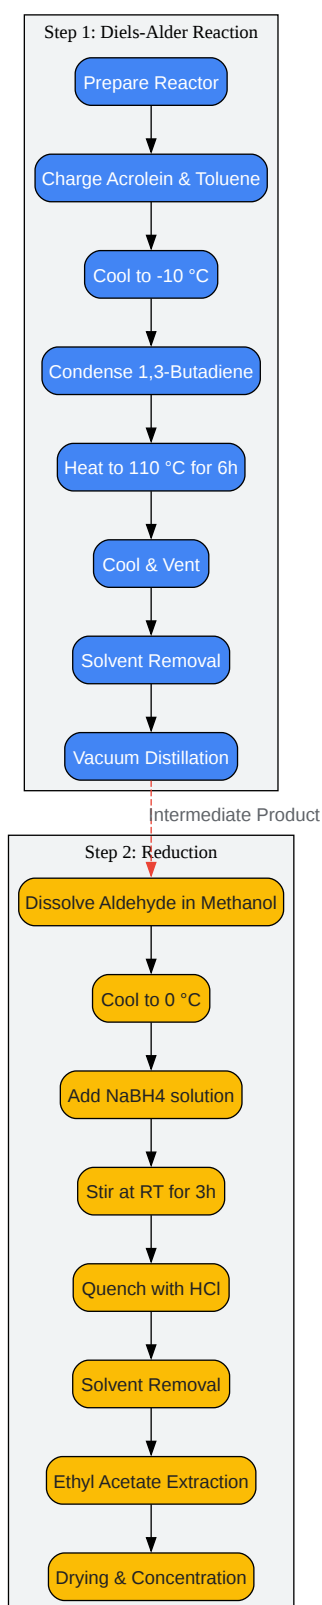 Step 1: Diels-Alder Reaction
Prepare Reactor
Charge Acrolein & Toluene
Cool to -10 °C
Condense 1,3-Butadiene
Heat to 110 °C for 6h
Cool & Vent
Solvent Removal
Vacuum Distillation
Intermediate Product
Step 2: Reduction
Dissolve Aldehyde in Methanol
Cool to 0 °C
Add NaBH4 solution
Stir at RT for 3h
Quench with HCl
Solvent Removal
Ethyl Acetate Extraction
Drying & Concentration